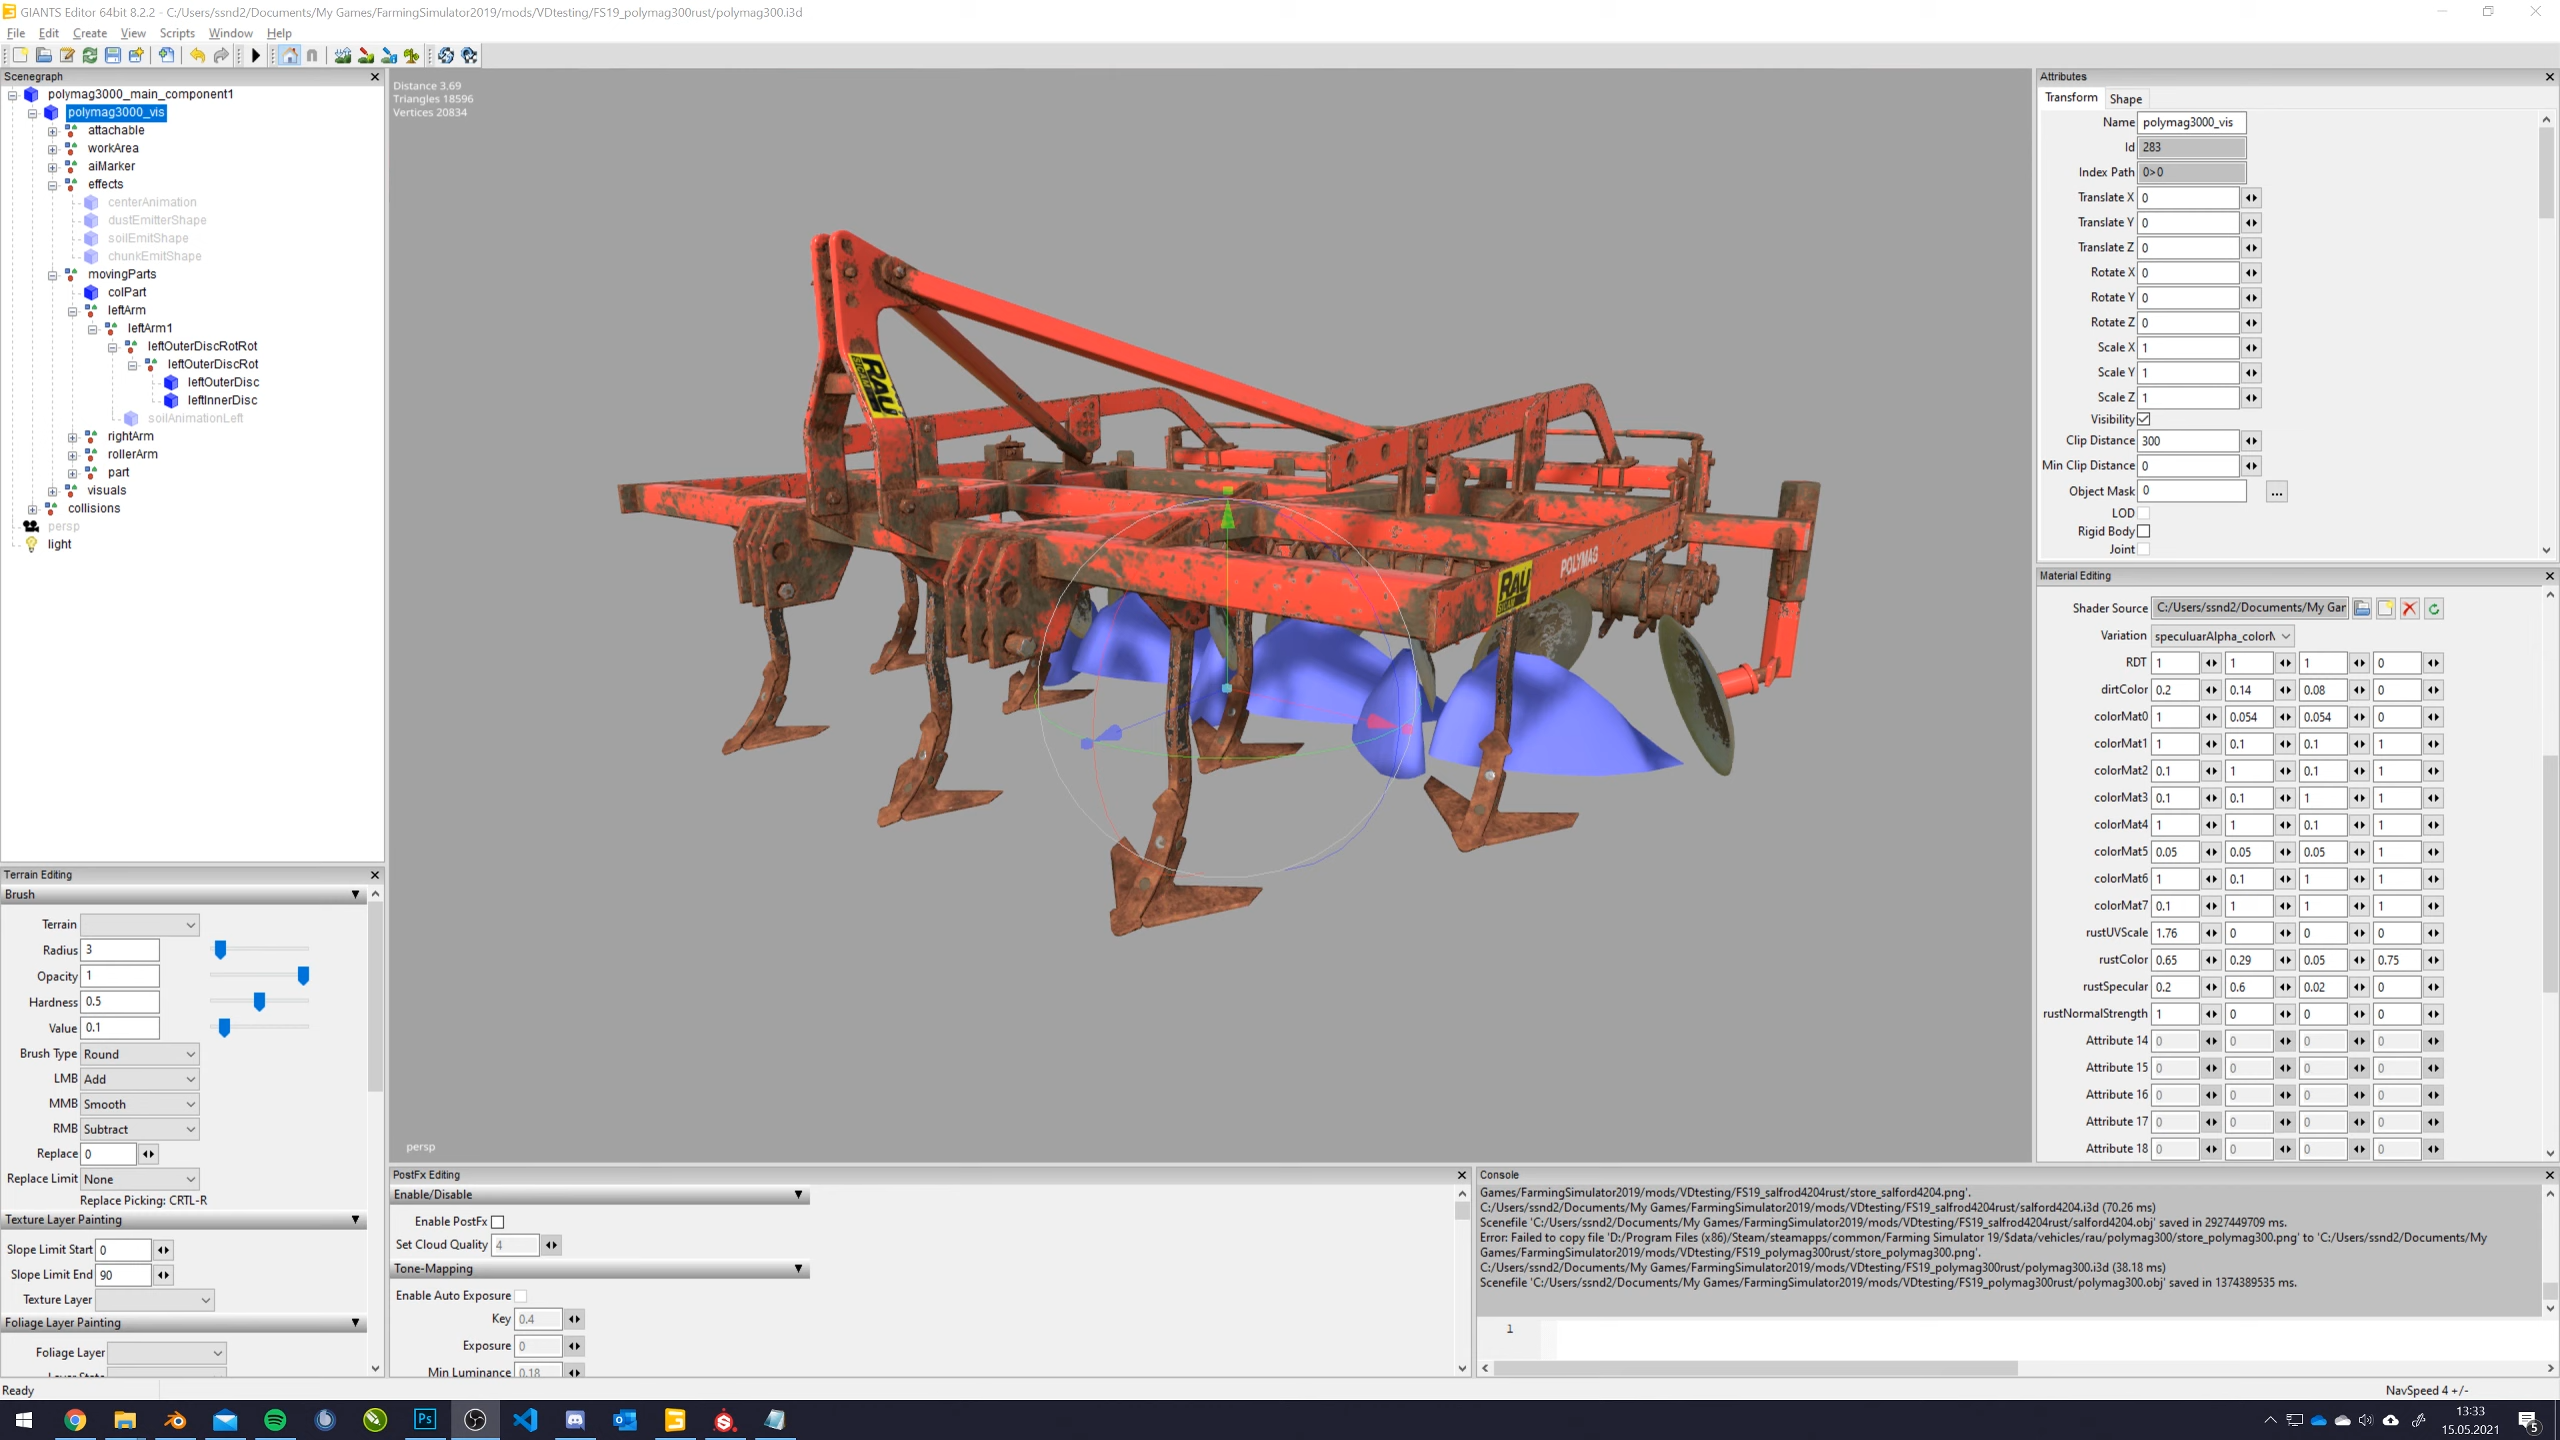 GIANTS Editor 64bit 8.2.2 - C:/Users/ssnd2/Documents/My Games/FarmingSimulator2019/mods/VDtesting/FS19_polymag300rust/polymag300.i3d
File Edit Create View Scripts Window Help
Scenegraph
polymag3000_main_component1
polymag3000_vis
attachable
workArea
aiMarker
effects
centerAnimation
dustEmitterShape
soilEmitShape
chunkEmitShape
movingParts
colPart
leftArm
leftArm1
leftOuterDiscRotRot
leftOuterDiscRot
leftOuterDisc
leftInnerDisc
soilAnimationLeft
rightArm
rollerArm
part
visuals
collisions
persp
light
Terrain Editing
Brush
Terrain
Radius 3
Opacity 1
Hardness 0.5
Value 0.1
Brush Type Round
LMB Add
MMB Smooth
RMB Subtract
Replace 0
Replace Limit None
Replace Picking: CRTL-R
Texture Layer Painting
Slope Limit Start 0
Slope Limit End 90
Texture Layer
Foliage Layer Painting
Foliage Layer
Layer State
Ready
Distance 3.69
Triangles 18596
Vertices 20834
RAU
RAU
POLYMAG
persp
PostFx Editing
Enable/Disable
Enable PostFx
Set Cloud Quality 4
Tone-Mapping
Enable Auto Exposure
Key 0.4
Exposure 0
Min Luminance 0.18
Console
Games/FarmingSimulator2019/mods/VDtesting/FS19_salfrod4204rust/store_salford4204.png'.
C:/Users/ssnd2/Documents/My Games/FarmingSimulator2019/mods/VDtesting/FS19_salfrod4204rust/salford4204.i3d (70.26 ms)
Scenefile 'C:/Users/ssnd2/Documents/My Games/FarmingSimulator2019/mods/VDtesting/FS19_salfrod4204rust/salford4204.obj' saved in 2927449709 ms.
Error: Failed to copy file 'D:/Program Files (x86)/Steam/steamapps/common/Farming Simulator 19/$data/vehicles/rau/polymag300/store_polymag300.png' to 'C:/Users/ssnd2/Documents/My
Games/FarmingSimulator2019/mods/VDtesting/FS19_polymag300rust/store_polymag300.png'.
C:/Users/ssnd2/Documents/My Games/FarmingSimulator2019/mods/VDtesting/FS19_polymag300rust/polymag300.i3d (38.18 ms)
Scenefile 'C:/Users/ssnd2/Documents/My Games/FarmingSimulator2019/mods/VDtesting/FS19_polymag300rust/polymag300.obj' saved in 1374389535 ms.
1
Attributes
Transform Shape
Name polymag3000_vis
Id 283
Index Path 0>0
Translate X 0
Translate Y 0
Translate Z 0
Rotate X 0
Rotate Y 0
Rotate Z 0
Scale X 1
Scale Y 1
Scale Z 1
Visibility
Clip Distance 300
Min Clip Distance 0
Object Mask 0 ...
LOD
Rigid Body
Joint
Material Editing
Shader Source C:/Users/ssnd2/Documents/My Gar
Variation speculuarAlpha_colorM
RDT 1 1 1 0
dirtColor 0.2 0.14 0.08 0
colorMat0 1 0.054 0.054 0
colorMat1 1 0.1 0.1 1
colorMat2 0.1 1 0.1 1
colorMat3 0.1 0.1 1 1
colorMat4 1 1 0.1 1
colorMat5 0.05 0.05 0.05 1
colorMat6 1 0.1 1 1
colorMat7 0.1 1 1 1
rustUVScale 1.76 0 0 0
rustColor 0.65 0.29 0.05 0.75
rustSpecular 0.2 0.6 0.02 0
rustNormalStrength 1 0 0 0
Attribute 14 0 0 0 0
Attribute 15 0 0 0 0
Attribute 16 0 0 0 0
Attribute 17 0 0 0 0
Attribute 18 0 0 0 0
NavSpeed 4 +/-
Ps
13:33
15.05.2021
5